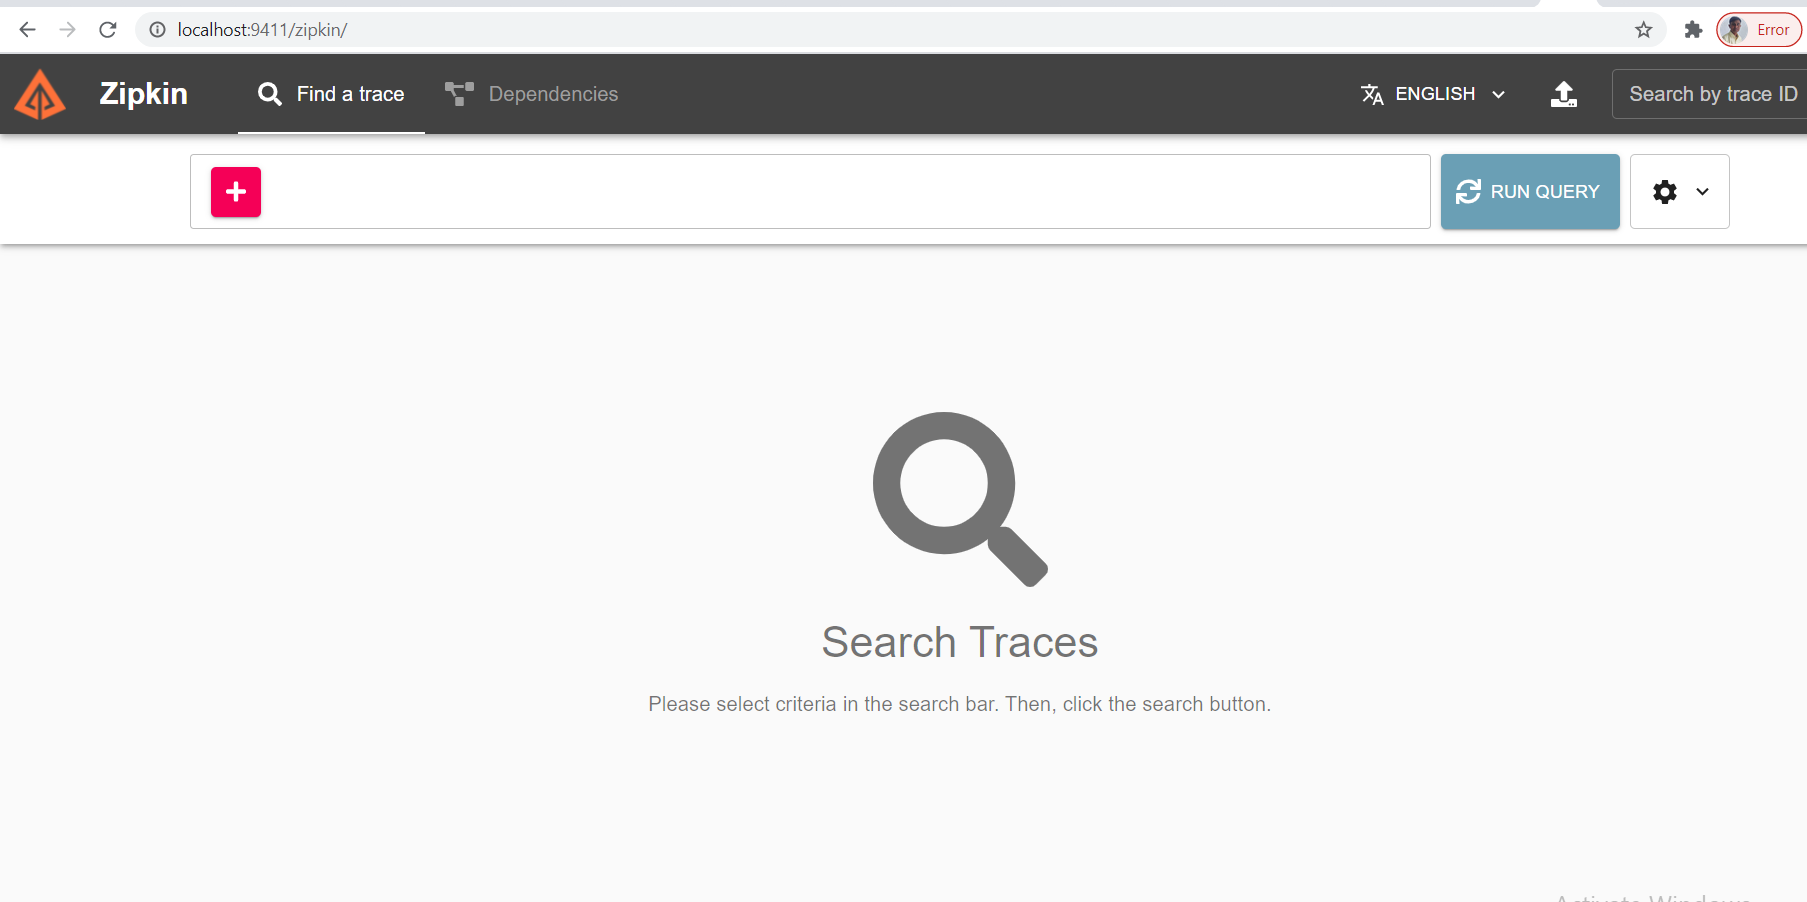 localhost:9411/zipkin/
Error
Zipkin
Find a trace
Dependencies
ENGLISH
Search by trace ID
RUN QUERY
Search Traces
Please select criteria in the search bar. Then, click the search button.
Activate Windows